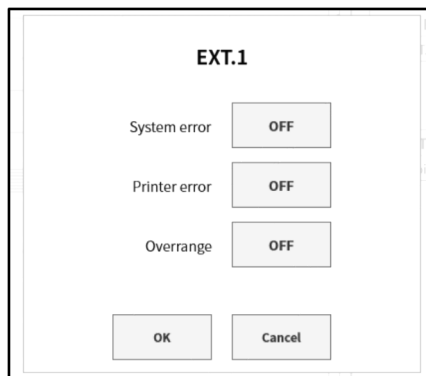 EXT.1
System error OFF
Printer error OFF
Overrange OFF
OK Cancel